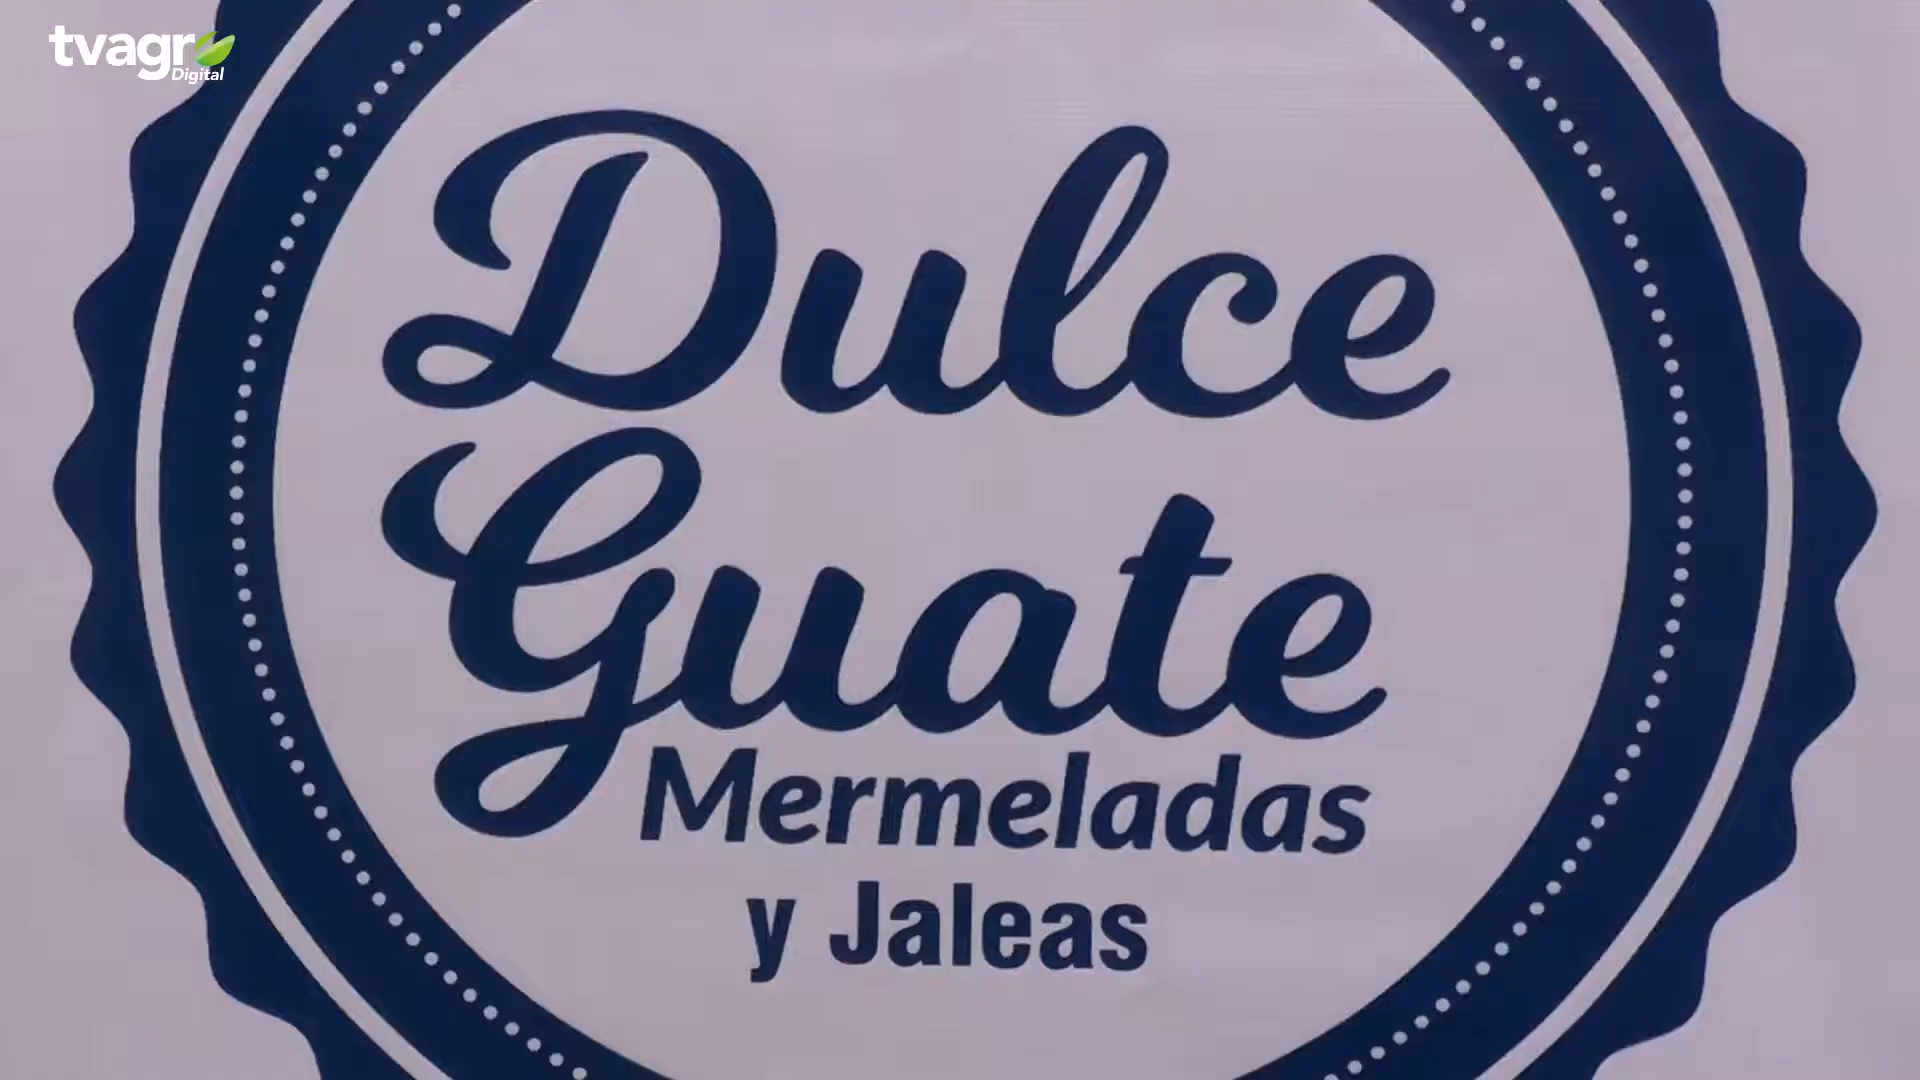 tvagro
Digital
Dulce
Guate
Mermeladas
y Jaleas